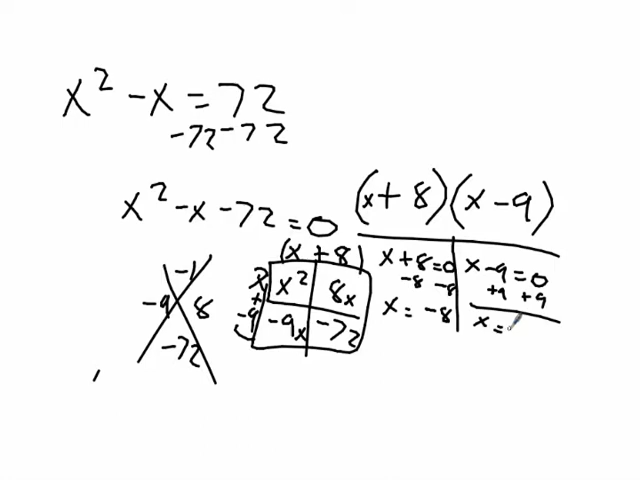 x² - x = 72
-72 -72
x² - x - 72 = 0
(x + 8)(x - 9)
-1
-9 8
-72
(x + 8)
x
+
-9
x² 8x
-9x -72
x + 8 = 0
-8 -8
x = -8
x - 9 = 0
+9 +9
x =